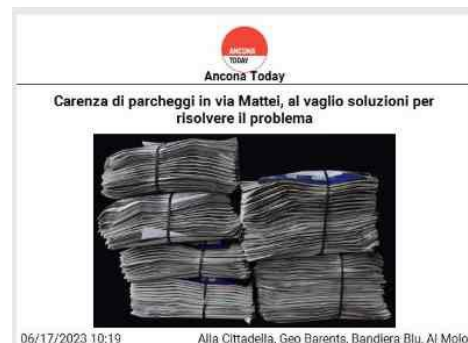 ANCONA
TODAY
Ancona Today
Carenza di parcheggi in via Mattei, al vaglio soluzioni per
risolvere il problema
06/17/2023 10:19
Alla Cittadella, Geo Barents, Bandiera Blu, Al Molo